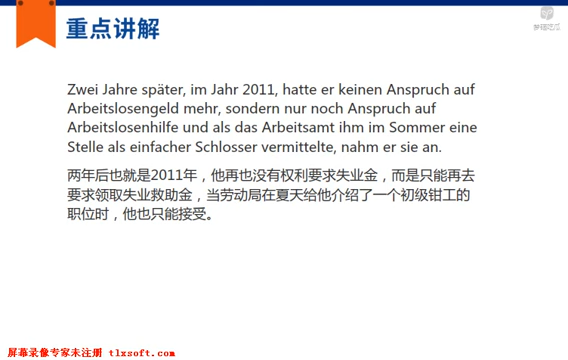 重点讲解
Zwei Jahre später, im Jahr 2011, hatte er keinen Anspruch auf
Arbeitslosengeld mehr, sondern nur noch Anspruch auf
Arbeitslosenhilfe und als das Arbeitsamt ihm im Sommer eine
Stelle als einfacher Schlosser vermittelte, nahm er sie an.
两年后也就是2011年，他再也没有权利要求失业金，而是只能再去
要求领取失业救助金，当劳动局在夏天给他介绍了一个初级钳工的
职位时，他也只能接受。
屏幕录像专家未注册 tlxsoft.com